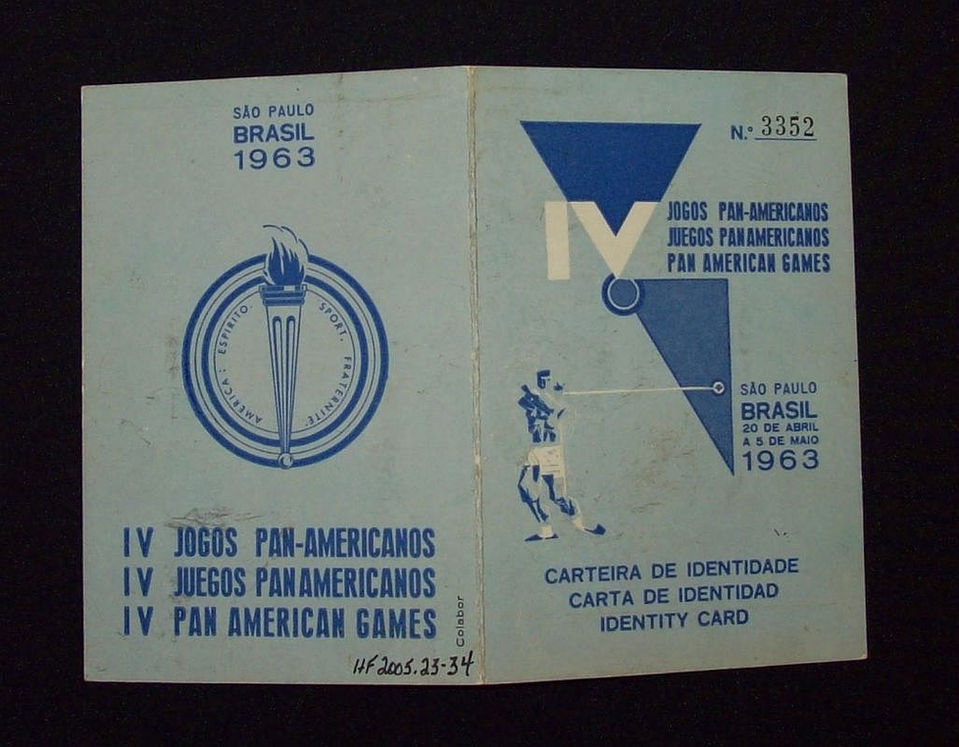 SÃO PAULO
BRASIL
1963
AMERICA: ESPIRITO. SPORT. FRATERNITÉ.
IV JOGOS PAN-AMERICANOS
IV JUEGOS PANAMERICANOS
IV PAN AMERICAN GAMES
Colabor
HF2005.23-34
N.º 3352
IV
JOGOS PAN-AMERICANOS
JUEGOS PANAMERICANOS
PAN AMERICAN GAMES
SÃO PAULO
BRASIL
20 DE ABRIL
A 5 DE MAIO
1963
CARTEIRA DE IDENTIDADE
CARTA DE IDENTIDAD
IDENTITY CARD